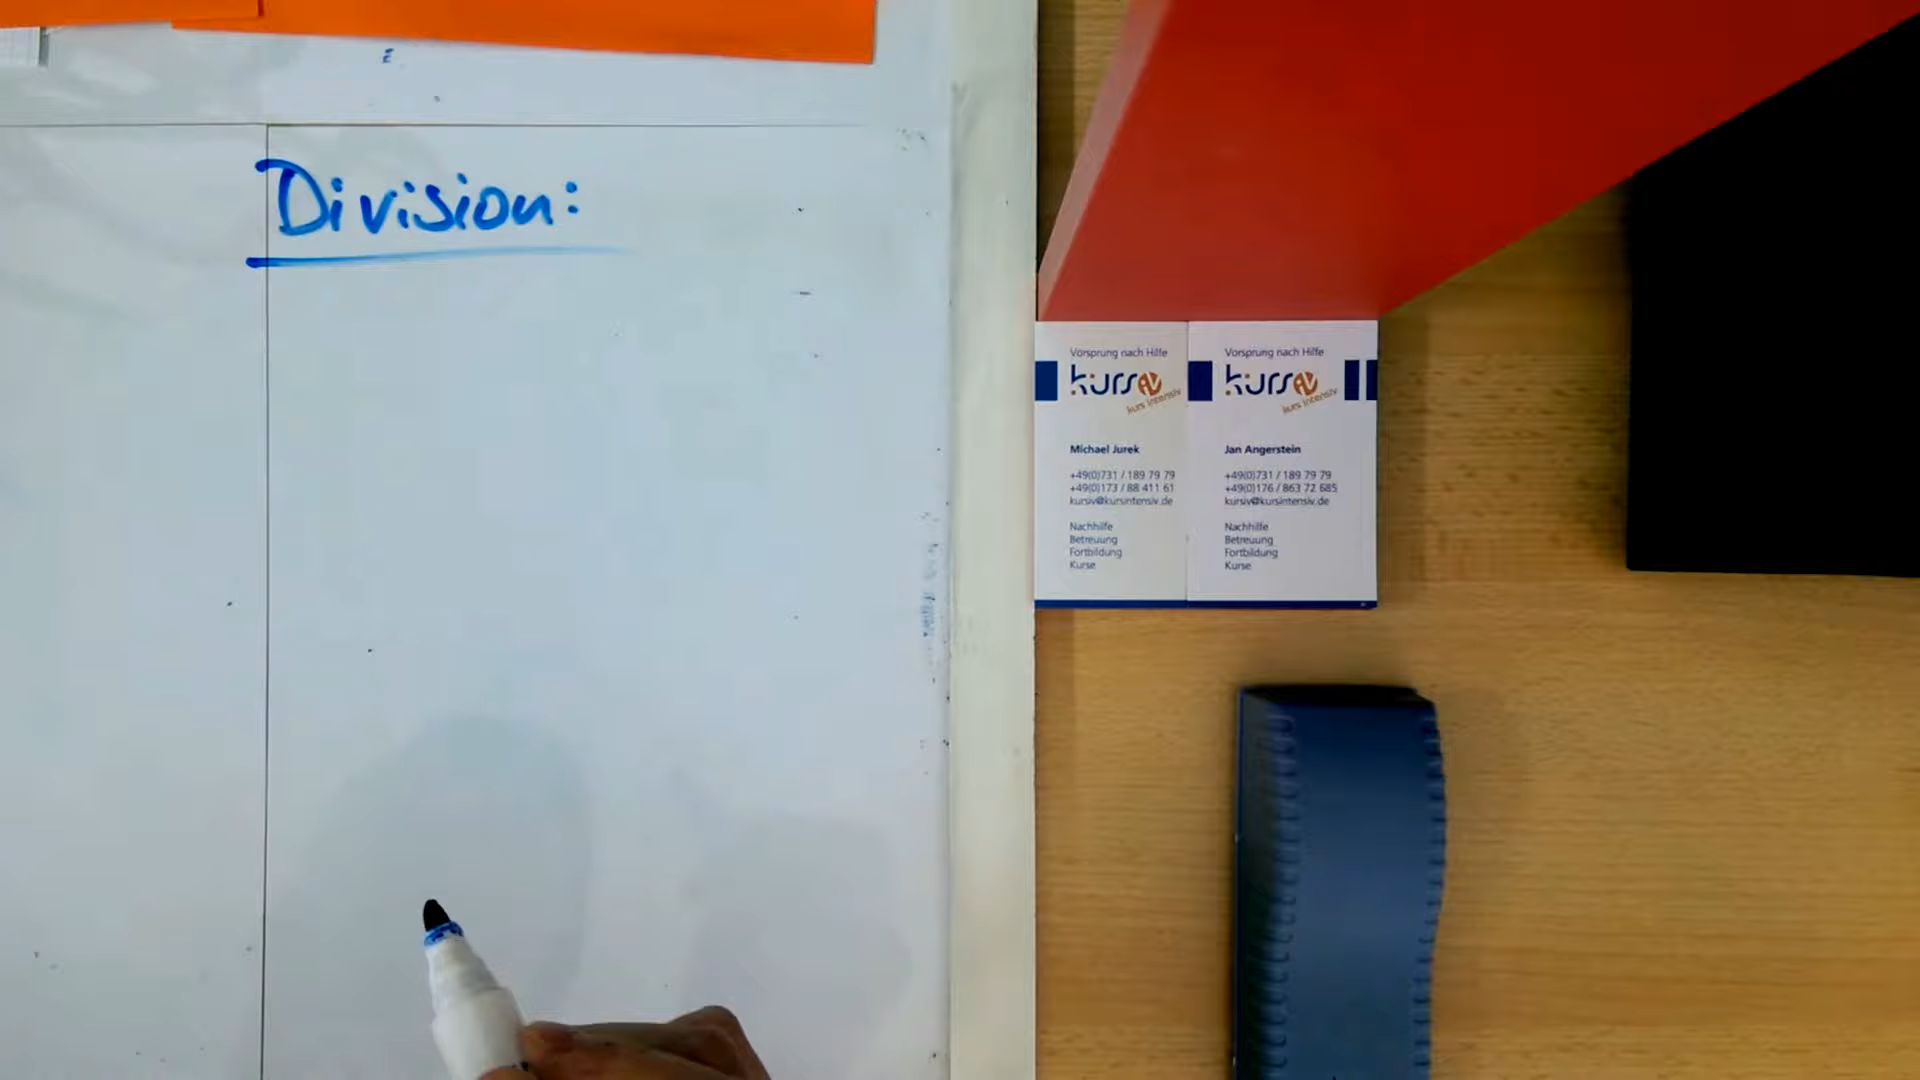 Division:
Vorsprung nach Hilfe
kürsiv
kurs intensiv
Michael Jurek
+49(0)731 / 189 79 79
+49(0)173 / 88 411 61
kursiv@kursintensiv.de
Nachhilfe
Betreuung
Fortbildung
Kurse
Vorsprung nach Hilfe
kürsiv
kurs intensiv
Jan Angerstein
+49(0)731 / 189 79 79
+49(0)176 / 863 72 685
kursiv@kursintensiv.de
Nachhilfe
Betreuung
Fortbildung
Kurse